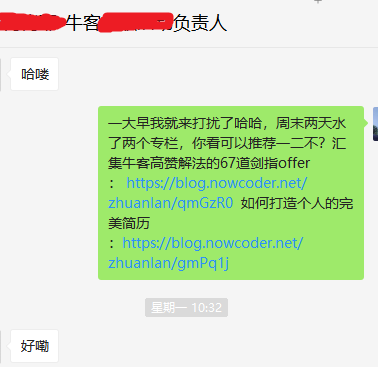 牛客
负责人
哈喽
一大早我就来打扰了哈哈，周末两天水
了两个专栏，你看可以推荐一二不？汇
集牛客高赞解法的67道剑指offer
： https://blog.nowcoder.net/
zhuanlan/qmGzR0 如何打造个人的完
美简历
：https://blog.nowcoder.net/
zhuanlan/gmPq1j
星期一 10:32
好嘞